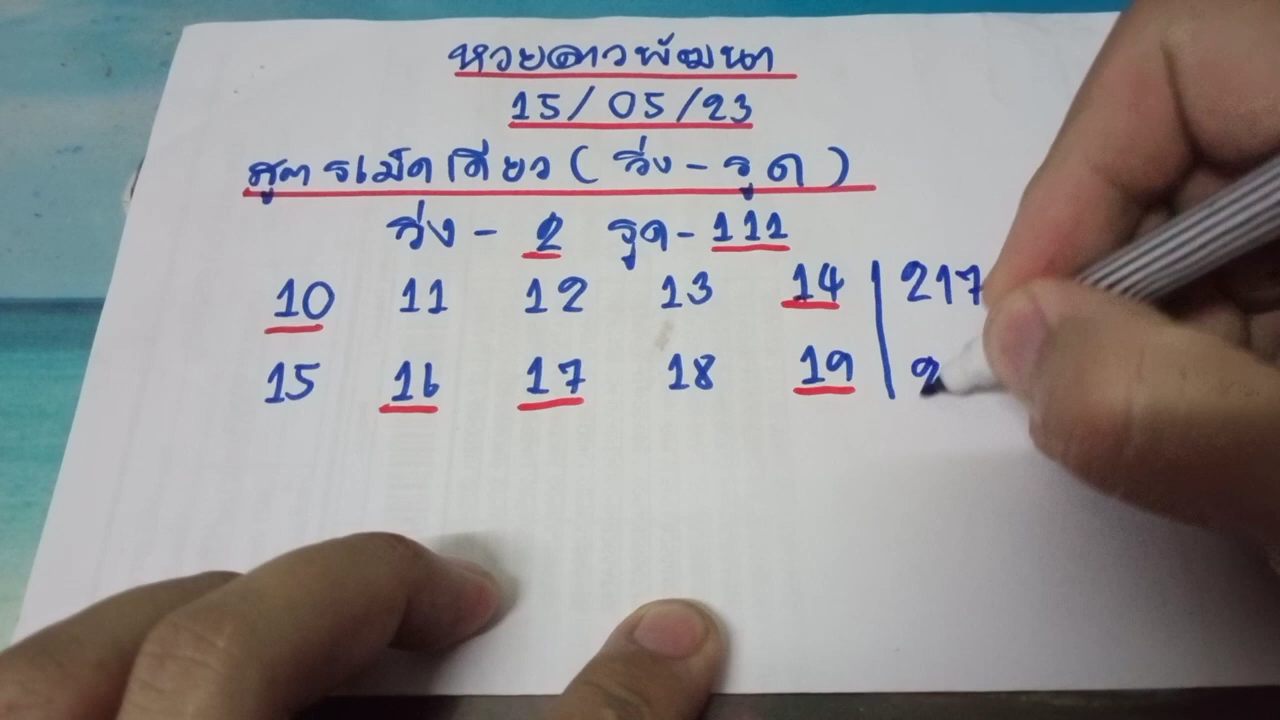 หวยลาวพัฒนา
15/05/23
สูตรเม็ดเดียว (วิ่ง-รูด)
วิ่ง - 2 รูด - 111
10 11 12 13 14 217
15 16 17 18 19